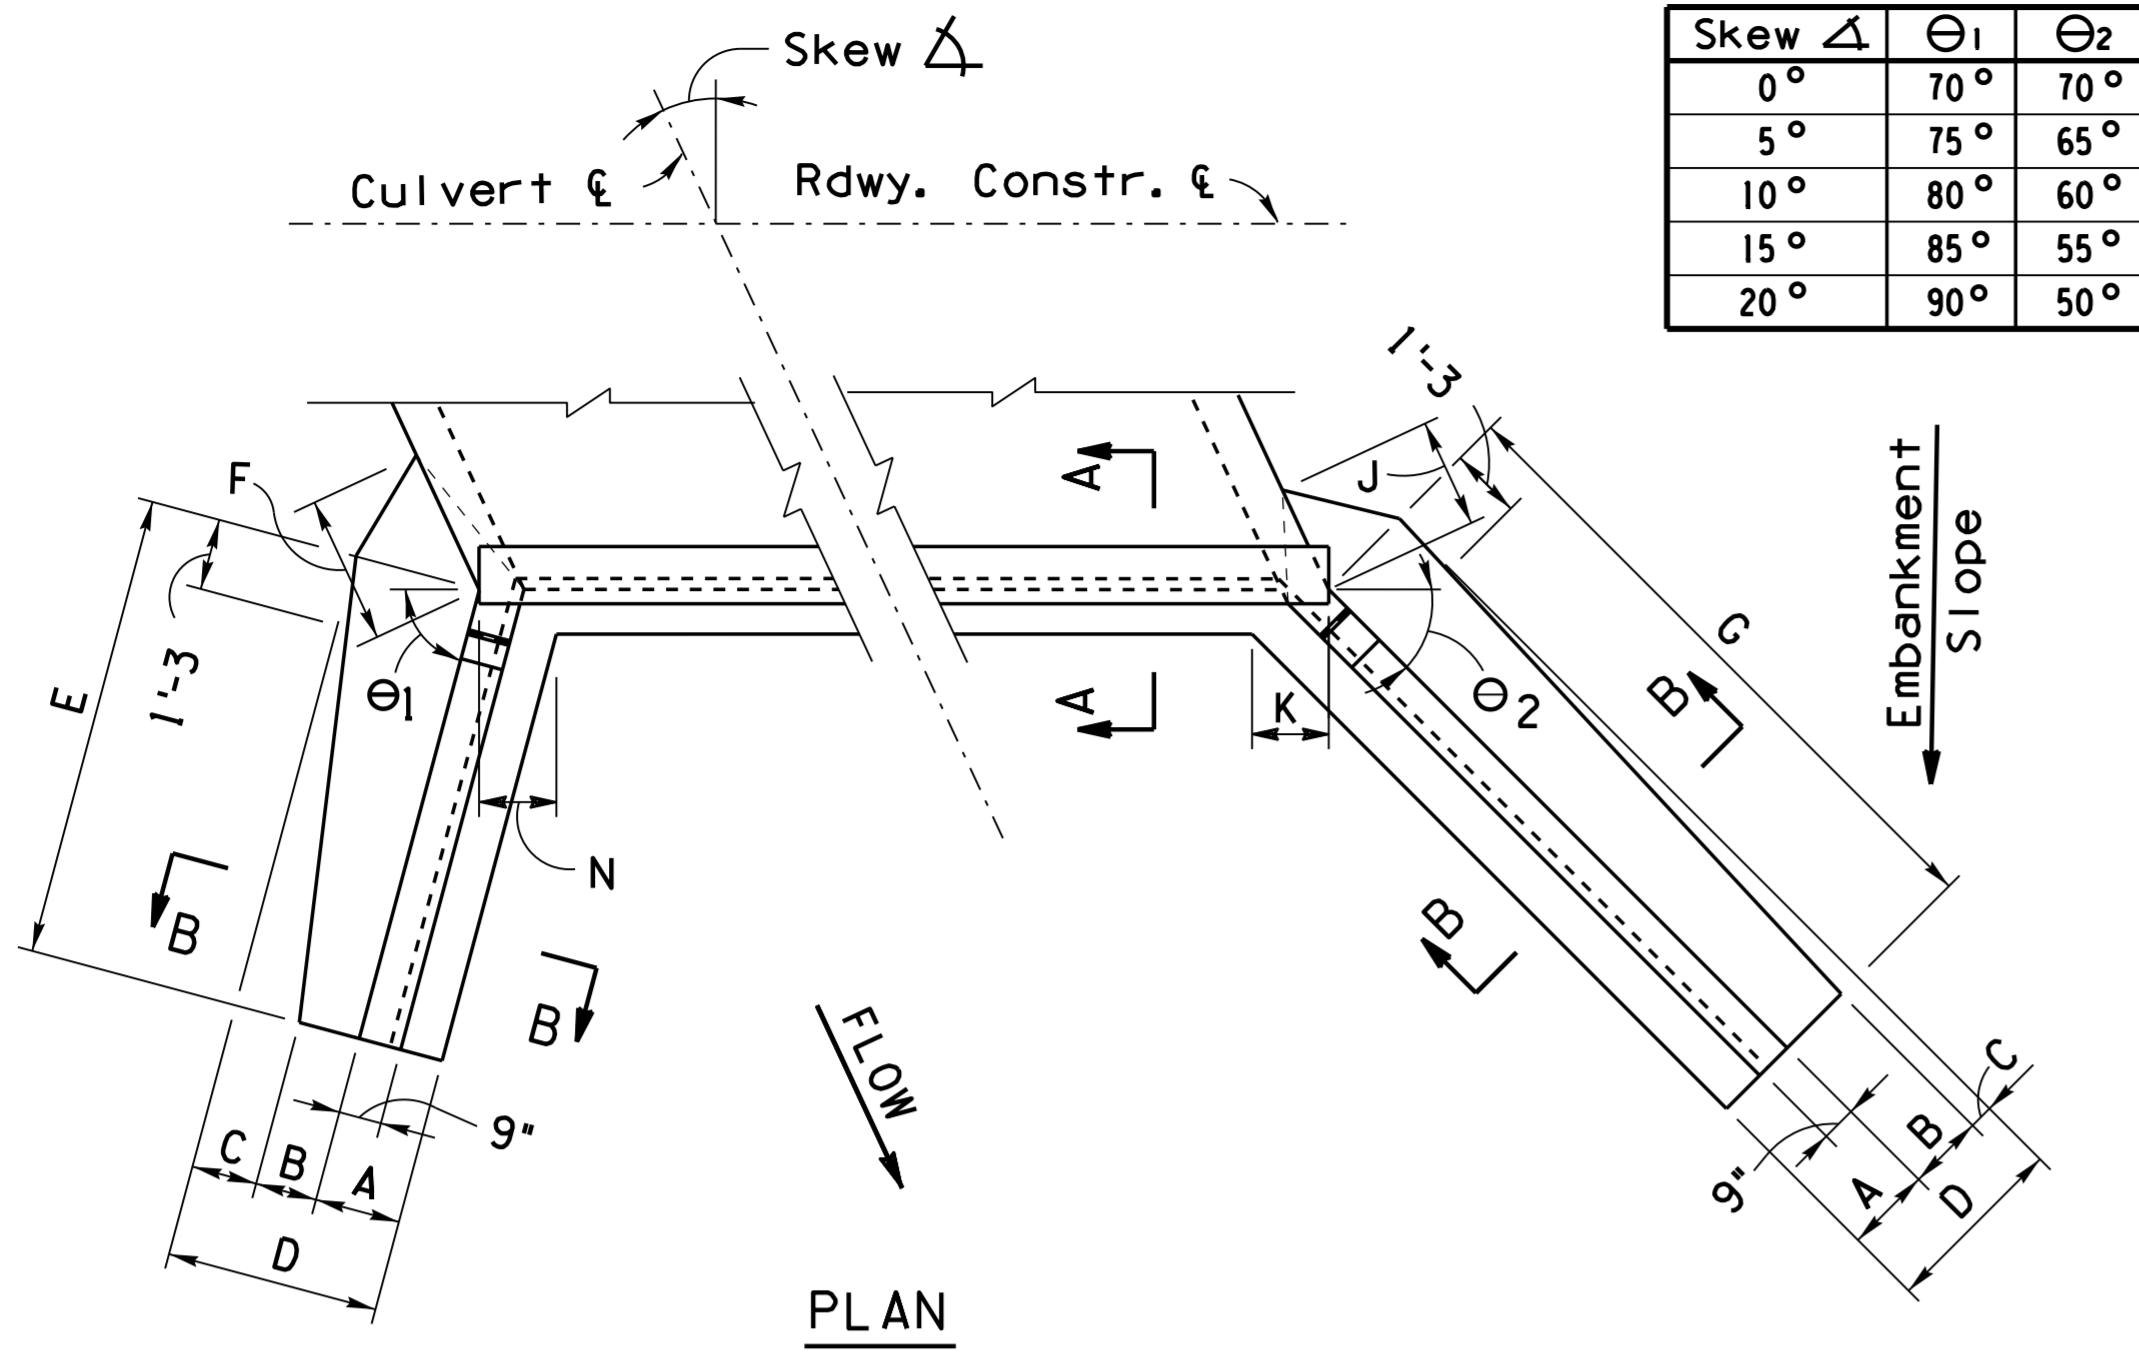 Skew ∡
Skew ∡ Θ1 Θ2
0° 70° 70°
5° 75° 65°
10° 80° 60°
15° 85° 55°
20° 90° 50°
Culvert ℄
Rdwy. Constr. ℄
1'-3
A
J
F
Embankment
Slope
G
1'-3
E
Θ1
A
K
Θ2
B
N
B
B
B
FLOW
9"
C
B
A
D
C
B
9"
A
D
PLAN